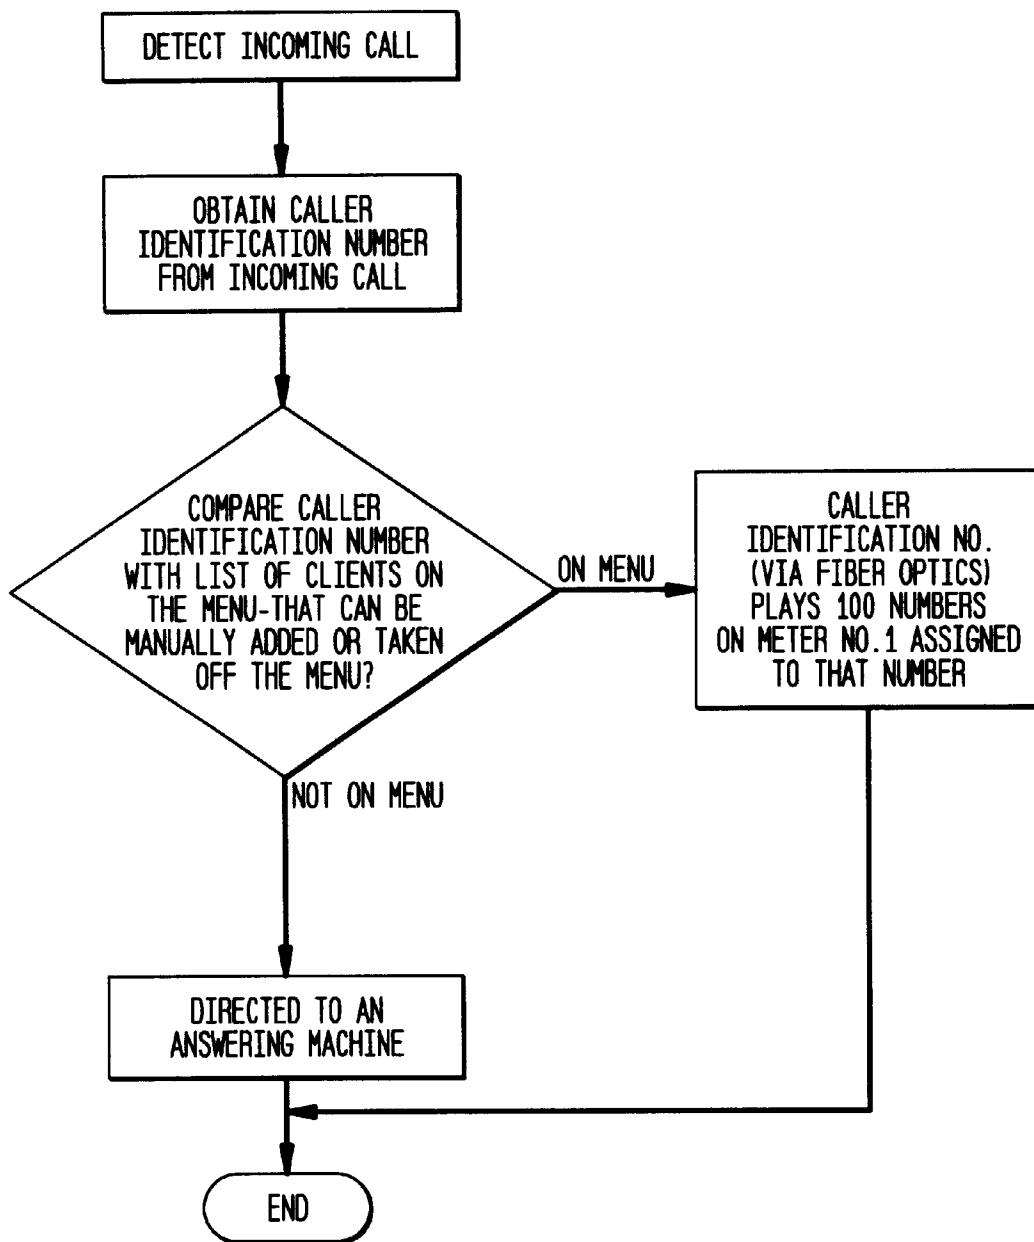 DETECT INCOMING CALL
OBTAIN CALLER
IDENTIFICATION NUMBER
FROM INCOMING CALL
COMPARE CALLER
IDENTIFICATION NUMBER
WITH LIST OF CLIENTS ON
THE MENU-THAT CAN BE
MANUALLY ADDED OR TAKEN
OFF THE MENU?
ON MENU
CALLER
IDENTIFICATION NO.
(VIA FIBER OPTICS)
PLAYS 100 NUMBERS
ON METER NO.1 ASSIGNED
TO THAT NUMBER
NOT ON MENU
DIRECTED TO AN
ANSWERING MACHINE
END